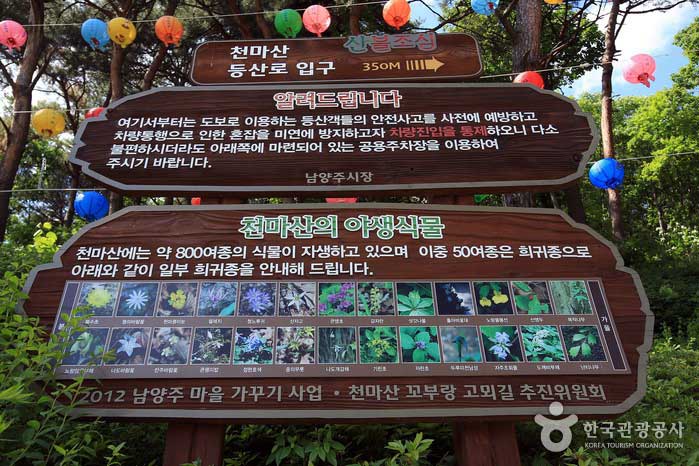 천마산 산불조심
등산로 입구 350M
알려드립니다
여기서부터는 도보로 이용하는 등산객들의 안전사고를 사전에 예방하고
차량통행으로 인한 혼잡을 미연에 방지하고자 차량진입을 통제하오니 다소
불편하시더라도 아래쪽에 마련되어 있는 공용주차장을 이용하여
주시기 바랍니다.
남양주시장
천마산의 야생식물
천마산에는 약 800여종의 식물이 자생하고 있으며 이중 50여종은 희귀종으로
아래와 같이 일부 희귀종을 안내해 드립니다.
봄 가을
2012 남양주 마을 가꾸기 사업 · 천마산 꼬부랑 고뫼길 추진위원회
한국관광공사
KOREA TOURISM ORGANIZATION